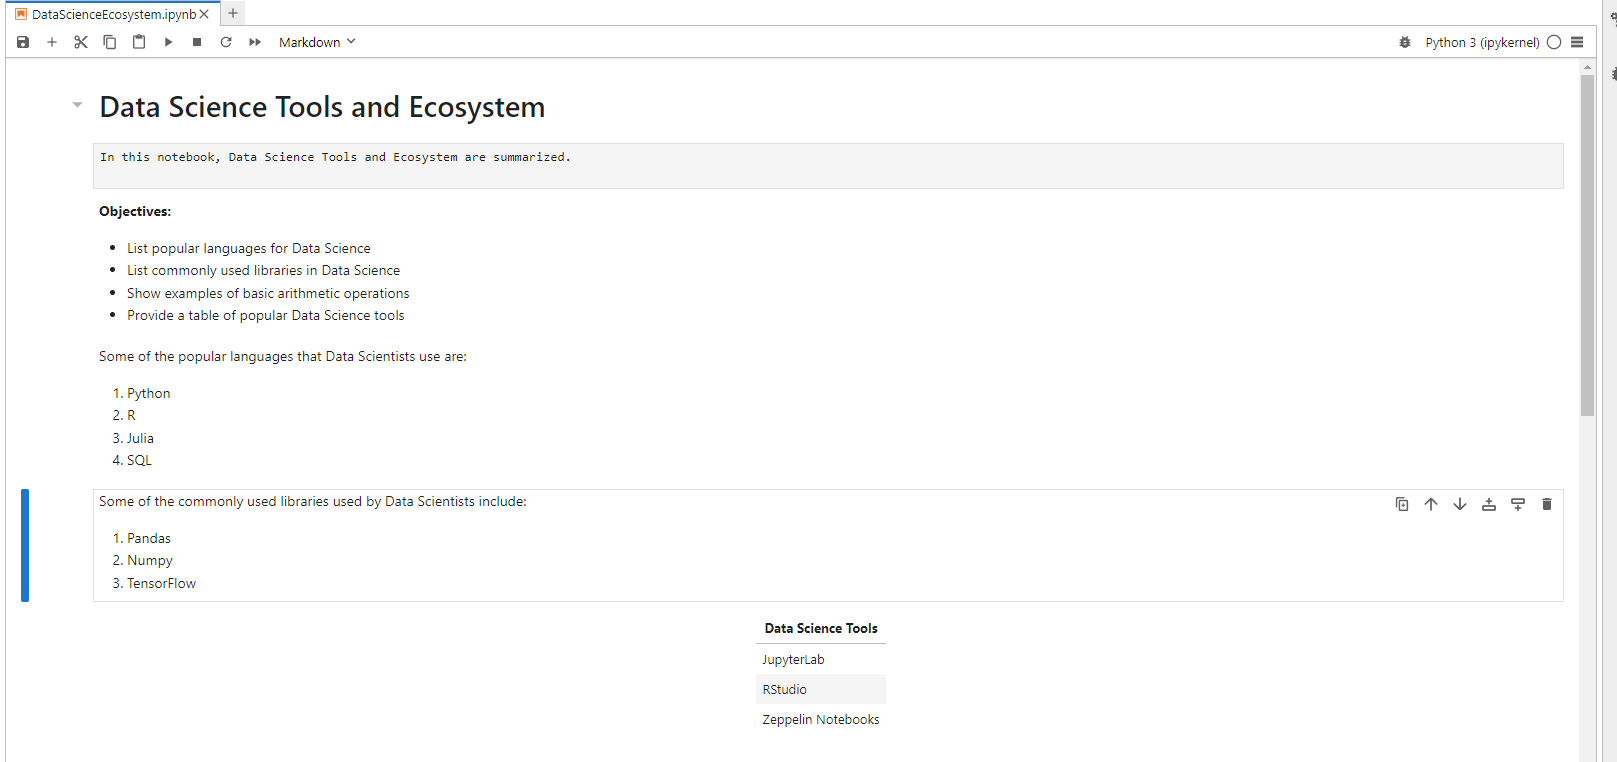 DataScienceEcosystem.ipynb
Markdown
Python 3 (ipykernel)
Data Science Tools and Ecosystem
In this notebook, Data Science Tools and Ecosystem are summarized.
Objectives:
List popular languages for Data Science
List commonly used libraries in Data Science
Show examples of basic arithmetic operations
Provide a table of popular Data Science tools
Some of the popular languages that Data Scientists use are:
1. Python
2. R
3. Julia
4. SQL
Some of the commonly used libraries used by Data Scientists include:
1. Pandas
2. Numpy
3. TensorFlow
Data Science Tools
JupyterLab
RStudio
Zeppelin Notebooks